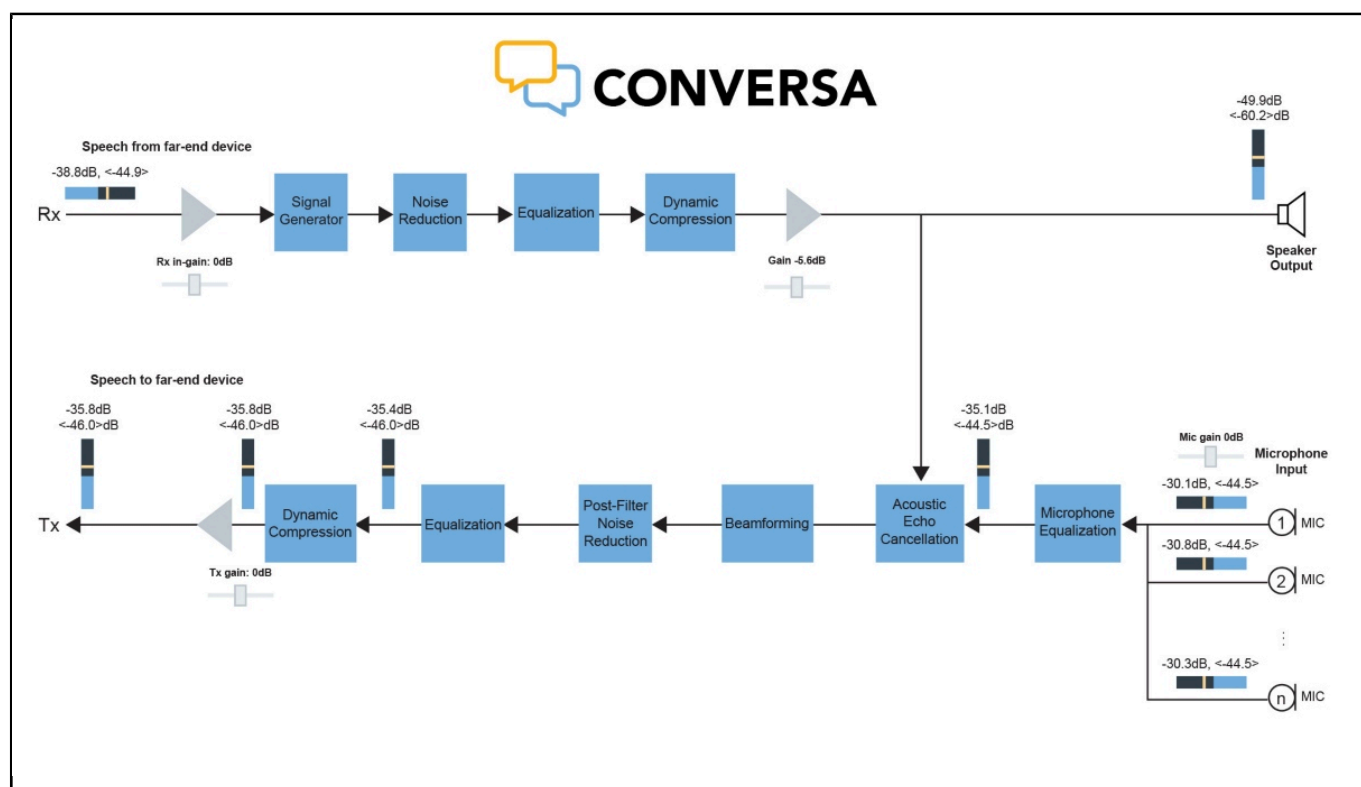 CONVERSA
Speech from far-end device
-38.8dB, <-44.9>
Rx
Rx in-gain: 0dB
Signal
Generator
Noise
Reduction
Equalization
Dynamic
Compression
Gain -5.6dB
-49.9dB
<-60.2>dB
Speaker
Output
Speech to far-end device
-35.8dB
<-46.0>dB
-35.8dB
<-46.0>dB
-35.4dB
<-46.0>dB
-35.1dB
<-44.5>dB
Mic gain 0dB
Microphone
Input
Tx
Tx gain: 0dB
Dynamic
Compression
Equalization
Post-Filter
Noise
Reduction
Beamforming
Acoustic
Echo
Cancellation
Microphone
Equalization
-30.1dB, <-44.5>
1 MIC
-30.8dB, <-44.5>
2 MIC
-30.3dB, <-44.5>
n MIC